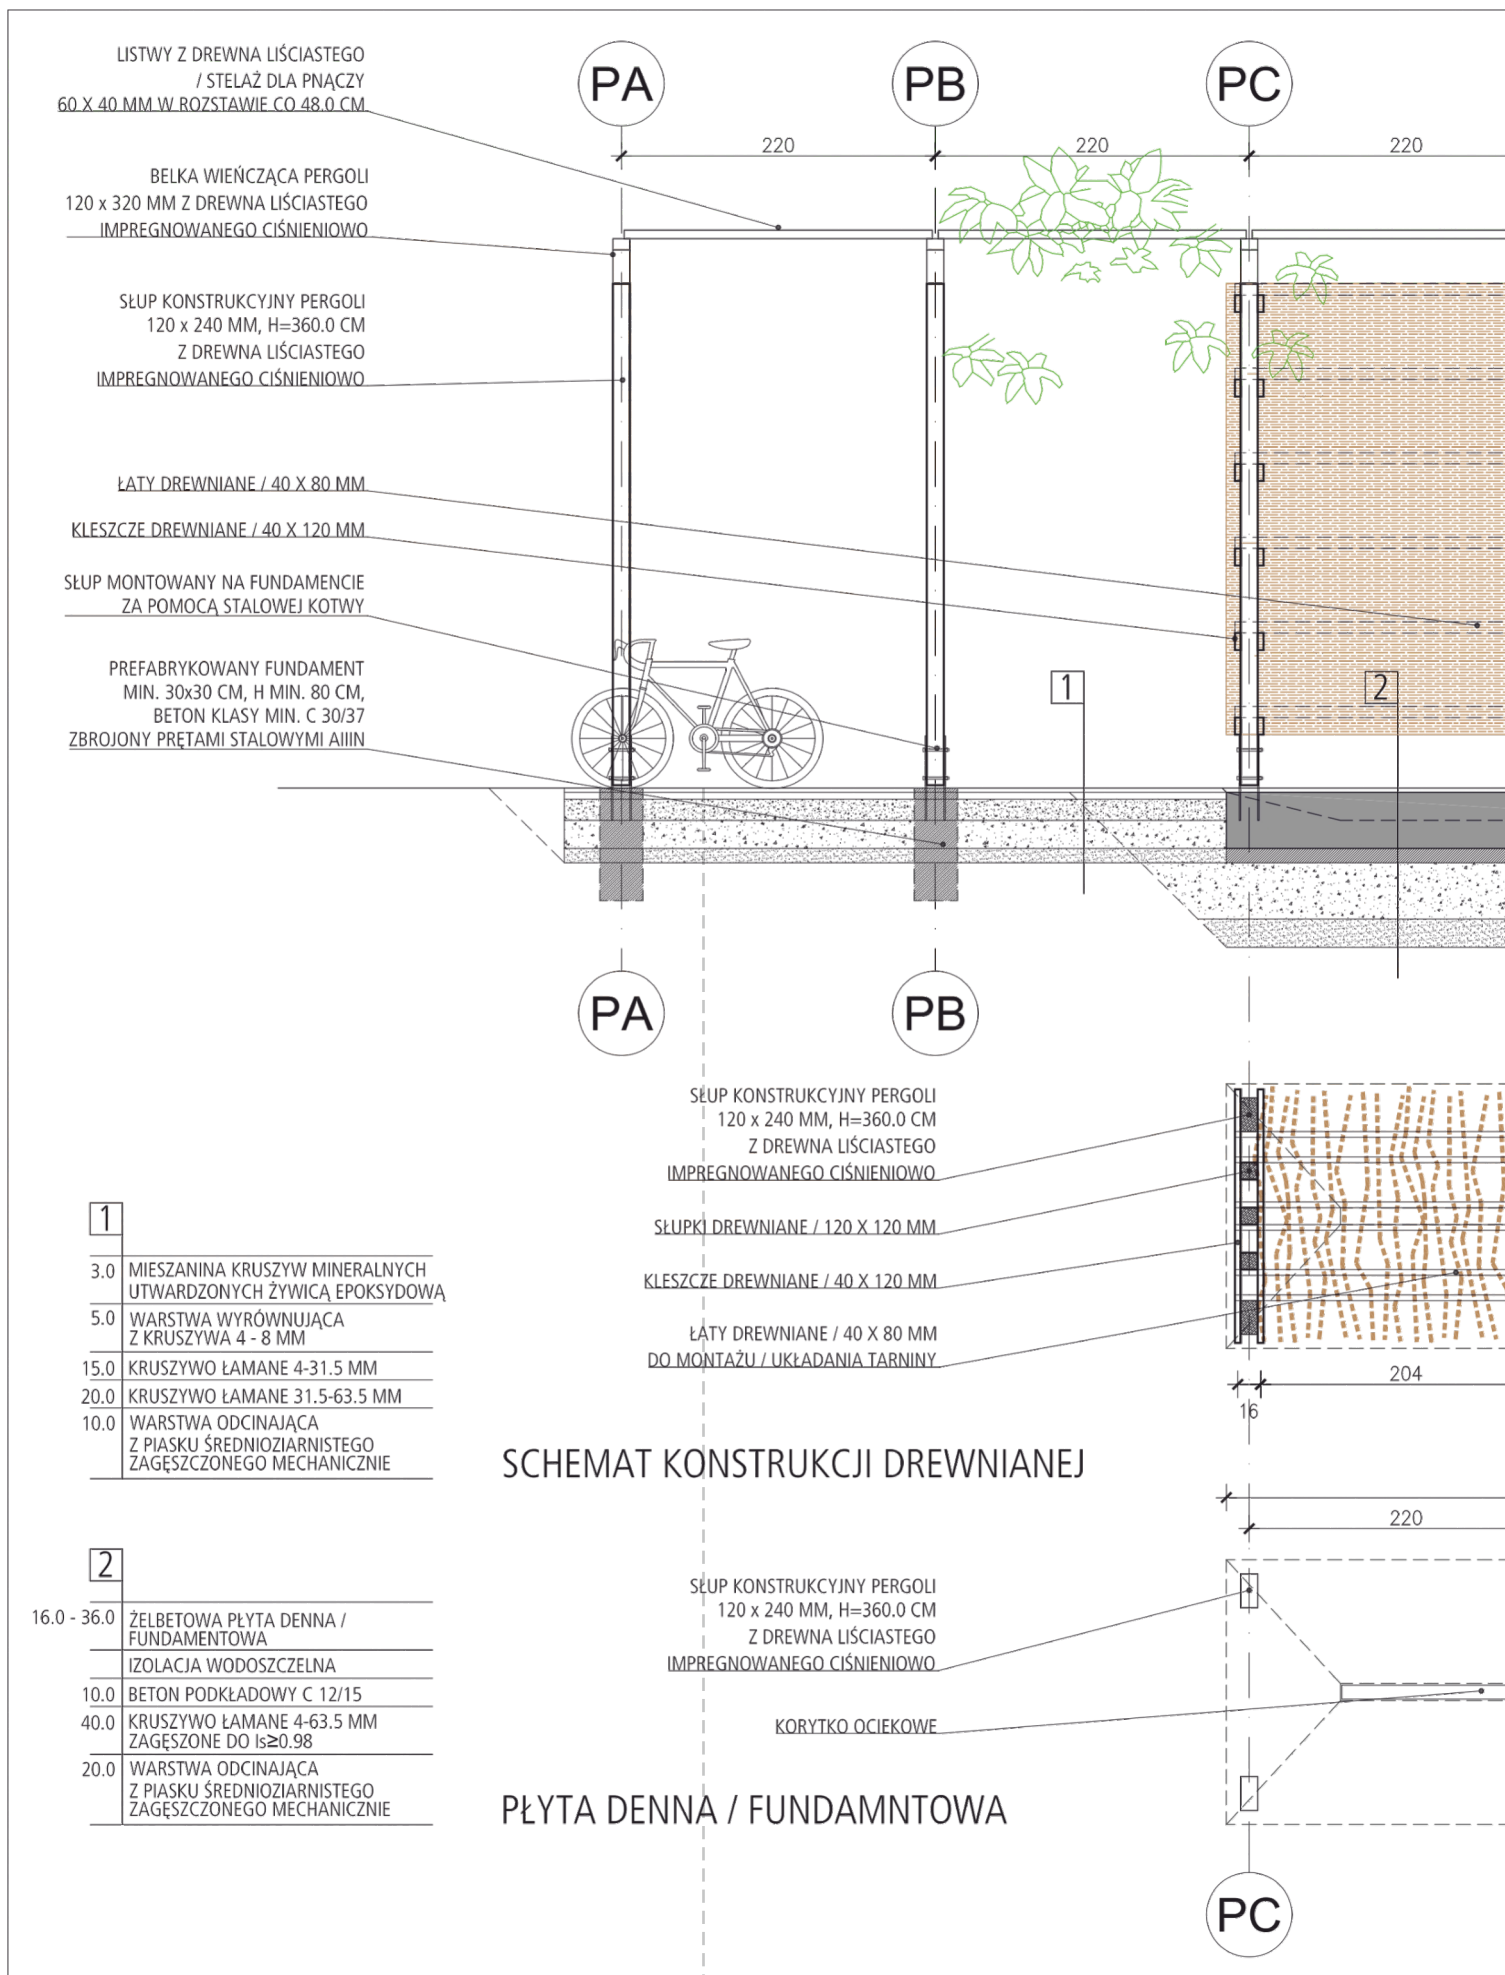 PA
PB
PC
220
220
220
LISTWY Z DREWNA LIŚCIASTEGO
/ STELAŻ DLA PNĄCZY
60 X 40 MM W ROZSTAWIE CO 48.0 CM
BELKA WIEŃCZĄCA PERGOLI
120 x 320 MM Z DREWNA LIŚCIASTEGO
IMPREGNOWANEGO CIŚNIENIOWO
SŁUP KONSTRUKCYJNY PERGOLI
120 x 240 MM, H=360.0 CM
Z DREWNA LIŚCIASTEGO
IMPREGNOWANEGO CIŚNIENIOWO
ŁATY DREWNIANE / 40 X 80 MM
KLESZCZE DREWNIANE / 40 X 120 MM
SŁUP MONTOWANY NA FUNDAMENCIE
ZA POMOCĄ STALOWEJ KOTWY
PREFABRYKOWANY FUNDAMENT
MIN. 30x30 CM, H MIN. 80 CM,
BETON KLASY MIN. C 30/37
ZBROJONY PRĘTAMI STALOWYMI AIIIN
1
2
PA
PB
SŁUP KONSTRUKCYJNY PERGOLI
120 x 240 MM, H=360.0 CM
Z DREWNA LIŚCIASTEGO
IMPREGNOWANEGO CIŚNIENIOWO
SŁUPKI DREWNIANE / 120 X 120 MM
KLESZCZE DREWNIANE / 40 X 120 MM
ŁATY DREWNIANE / 40 X 80 MM
DO MONTAŻU / UKŁADANIA TARNINY
204
16
1
3.0 MIESZANINA KRUSZYW MINERALNYCH
UTWARDZONYCH ŻYWICĄ EPOKSYDOWĄ
5.0 WARSTWA WYRÓWNUJĄCA
Z KRUSZYWA 4 - 8 MM
15.0 KRUSZYWO ŁAMANE 4-31.5 MM
20.0 KRUSZYWO ŁAMANE 31.5-63.5 MM
10.0 WARSTWA ODCINAJĄCA
Z PIASKU ŚREDNIOZIARNISTEGO
ZAGĘSZCZONEGO MECHANICZNIE
SCHEMAT KONSTRUKCJI DREWNIANEJ
220
2
16.0 - 36.0 ŻELBETOWA PŁYTA DENNA /
FUNDAMENTOWA
IZOLACJA WODOSZCZELNA
10.0 BETON PODKŁADOWY C 12/15
40.0 KRUSZYWO ŁAMANE 4-63.5 MM
ZAGĘSZONE DO Is≥0.98
20.0 WARSTWA ODCINAJĄCA
Z PIASKU ŚREDNIOZIARNISTEGO
ZAGĘSZCZONEGO MECHANICZNIE
SŁUP KONSTRUKCYJNY PERGOLI
120 x 240 MM, H=360.0 CM
Z DREWNA LIŚCIASTEGO
IMPREGNOWANEGO CIŚNIENIOWO
KORYTKO OCIEKOWE
PŁYTA DENNA / FUNDAMNTOWA
PC